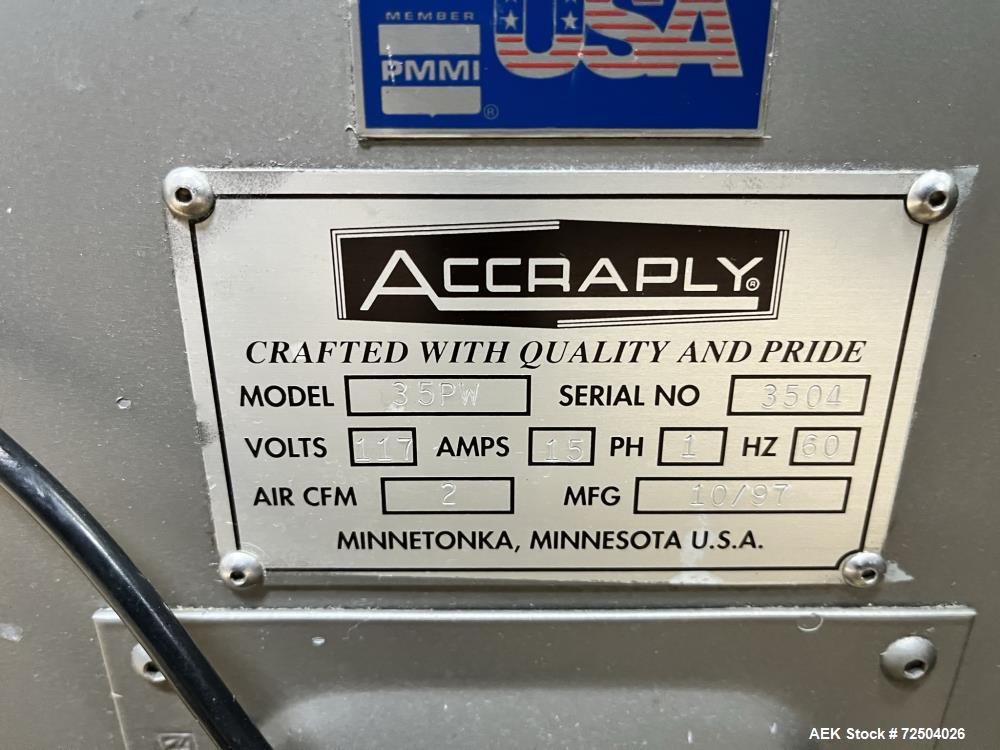 MEMBER
PMMI
®
USA
ACCRAPLY®
CRAFTED WITH QUALITY AND PRIDE
MODEL 35PW SERIAL NO 3504
VOLTS 117 AMPS 15 PH 1 HZ 60
AIR CFM 2 MFG 10/97
MINNETONKA, MINNESOTA U.S.A.
AEK Stock # 72504026